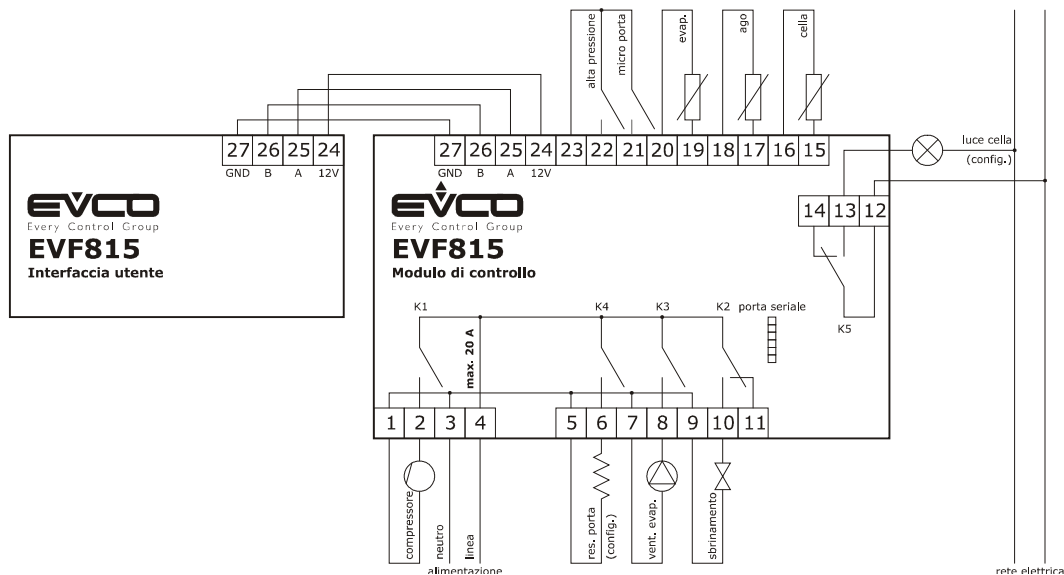 alta pressione
micro porta
evap.
ago
cella
27 26 25 24
GND B A 12V
EVCO
Every Control Group
EVF815
Interfaccia utente
27 26 25 24 23 22 21 20 19 18 17 16 15
GND B A 12V
EVCO
Every Control Group
EVF815
Modulo di controllo
luce cella
(config.)
14 13 12
K5
K1
max. 20 A
K4
K3
K2
porta seriale
1 2 3 4
5 6 7 8 9 10 11
compressore
neutro
linea
alimentazione
res. porta
(config.)
vent. evap.
sbrinamento
rete elettrica